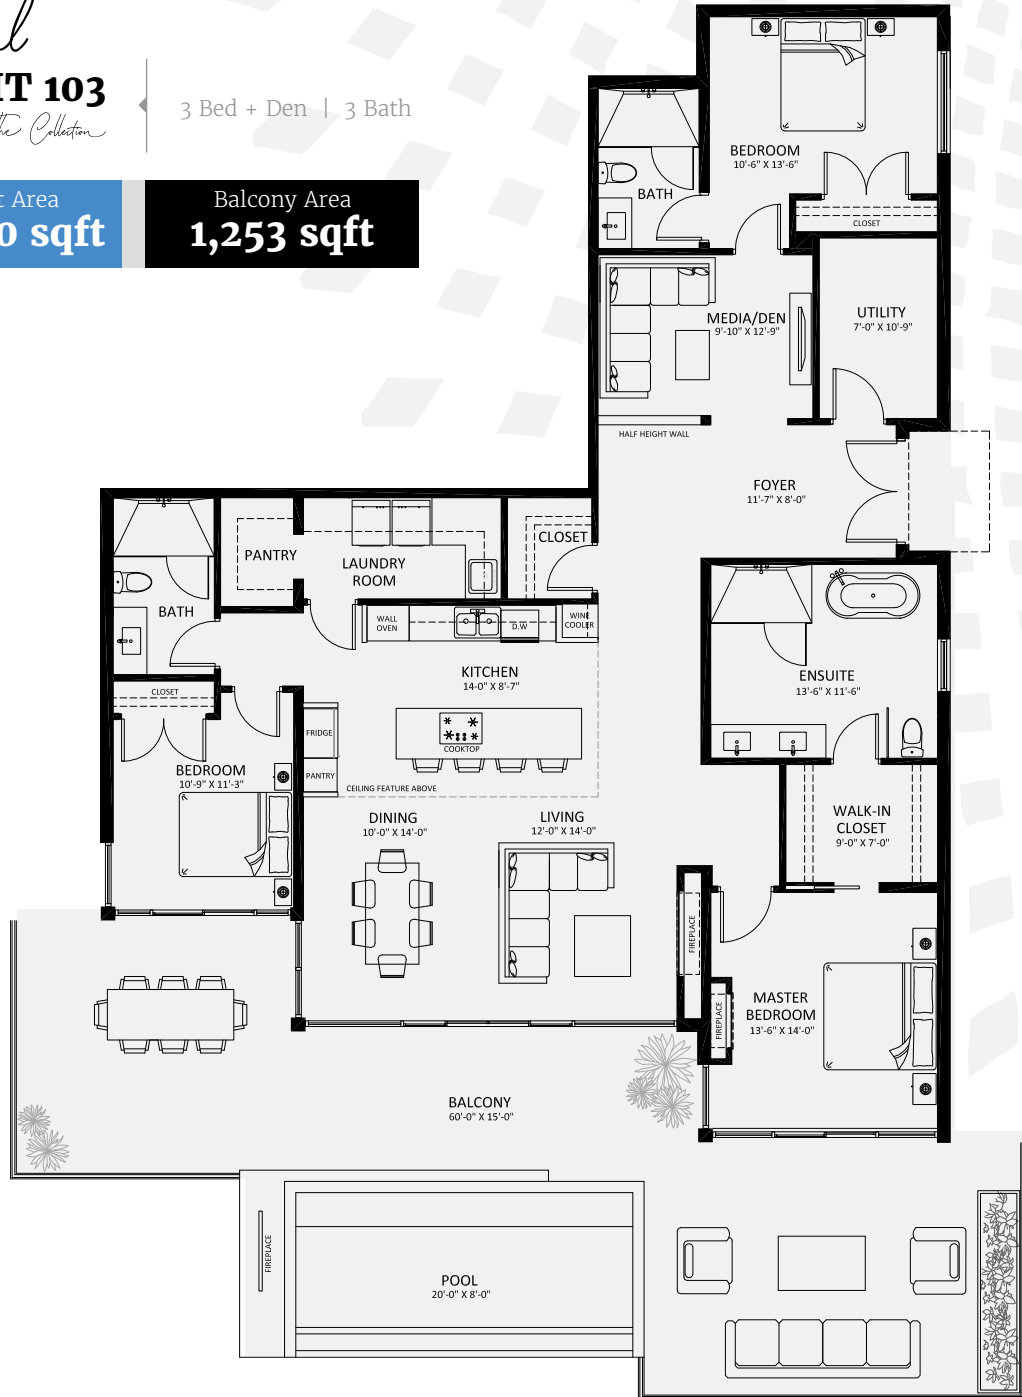 103
The Collection
3 Bed + Den | 3 Bath
Area
sqft
Balcony Area
1,253 sqft
BEDROOM
10'-6" X 13'-6"
BATH
CLOSET
MEDIA/DEN
9'-10" X 12'-9"
UTILITY
7'-0" X 10'-9"
HALF HEIGHT WALL
FOYER
11'-7" X 8'-0"
PANTRY
LAUNDRY
ROOM
CLOSET
BATH
WALL
OVEN
D.W
WINE
COOLER
KITCHEN
14-0" X 8'-7"
ENSUITE
13'-6" X 11'-6"
CLOSET
FRIDGE
COOKTOP
BEDROOM
10'-9" X 11'-3"
PANTRY
CEILING FEATURE ABOVE
DINING
10'-0" X 14'-0"
LIVING
12'-0" X 14'-0"
WALK-IN
CLOSET
9'-0" X 7'-0"
FIREPLACE
FIREPLACE
MASTER
BEDROOM
13'-6" X 14'-0"
BALCONY
60'-0" X 15'-0"
FIREPLACE
POOL
20'-0" X 8'-0"